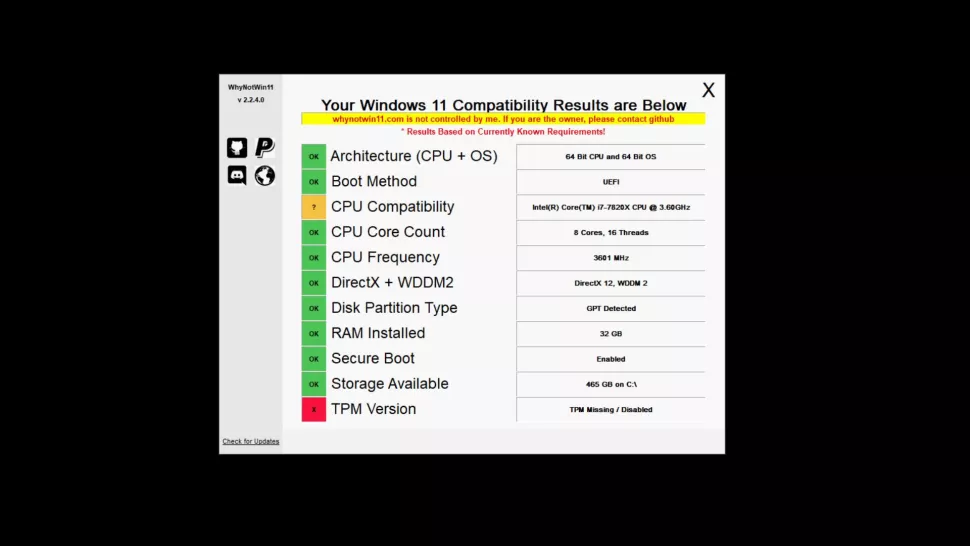 WhyNotWin11
v 2.2.4.0
X
Your Windows 11 Compatibility Results are Below
whynotwin11.com is not controlled by me. If you are the owner, please contact github
* Results Based on Currently Known Requirements!
OK Architecture (CPU + OS) 64 Bit CPU and 64 Bit OS
OK Boot Method UEFI
? CPU Compatibility Intel(R) Core(TM) i7-7820X CPU @ 3.60GHz
OK CPU Core Count 8 Cores, 16 Threads
OK CPU Frequency 3601 MHz
OK DirectX + WDDM2 DirectX 12, WDDM 2
OK Disk Partition Type GPT Detected
OK RAM Installed 32 GB
OK Secure Boot Enabled
OK Storage Available 465 GB on C:\
X TPM Version TPM Missing / Disabled
Check for Updates